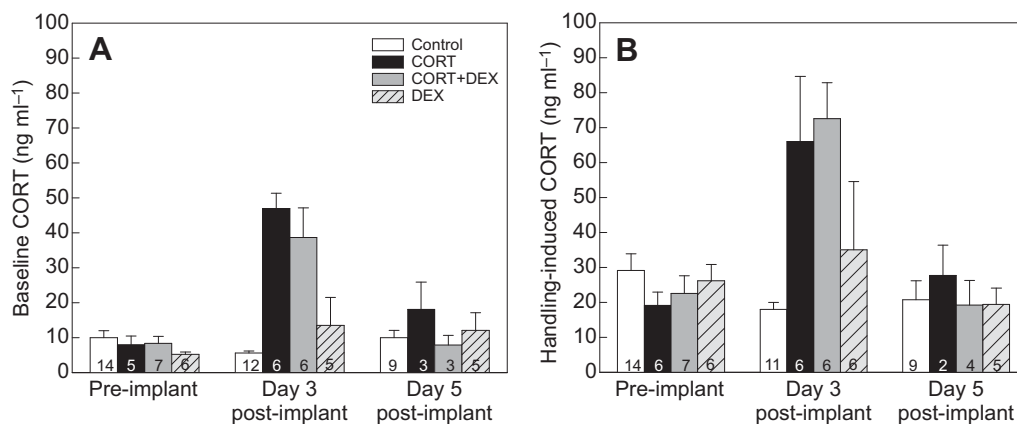 A
Baseline CORT (ng ml⁻¹)
100
90
80
70
60
50
40
30
20
10
0
Control
CORT
CORT+DEX
DEX
14 5 7 6 12 6 6 5 9 3 3 5
Pre-implant
Day 3
post-implant
Day 5
post-implant
B
Handling-induced CORT (ng ml⁻¹)
100
90
80
70
60
50
40
30
20
10
0
14 6 7 6 11 6 6 6 9 2 4 5
Pre-implant
Day 3
post-implant
Day 5
post-implant